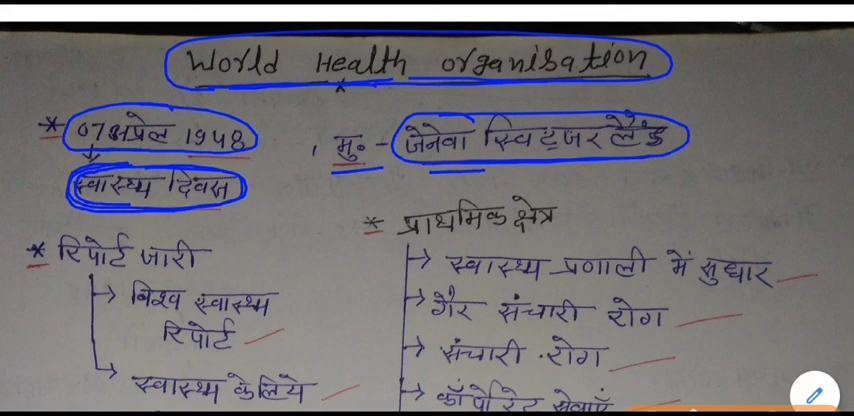 World Health Organisation
* 07 अप्रैल 1948 , मु० - जेनेवा स्विट्जरलैंड
स्वास्थ्य दिवस
* रिपोर्ट जारी
→ विश्व स्वास्थ्य
रिपोर्ट
→ स्वास्थ्य के लिये
* प्राथमिक क्षेत्र
→ स्वास्थ्य प्रणाली में सुधार
→ गैर संचारी रोग
→ संचारी रोग
→ कॉर्पोरेट सेवाएं